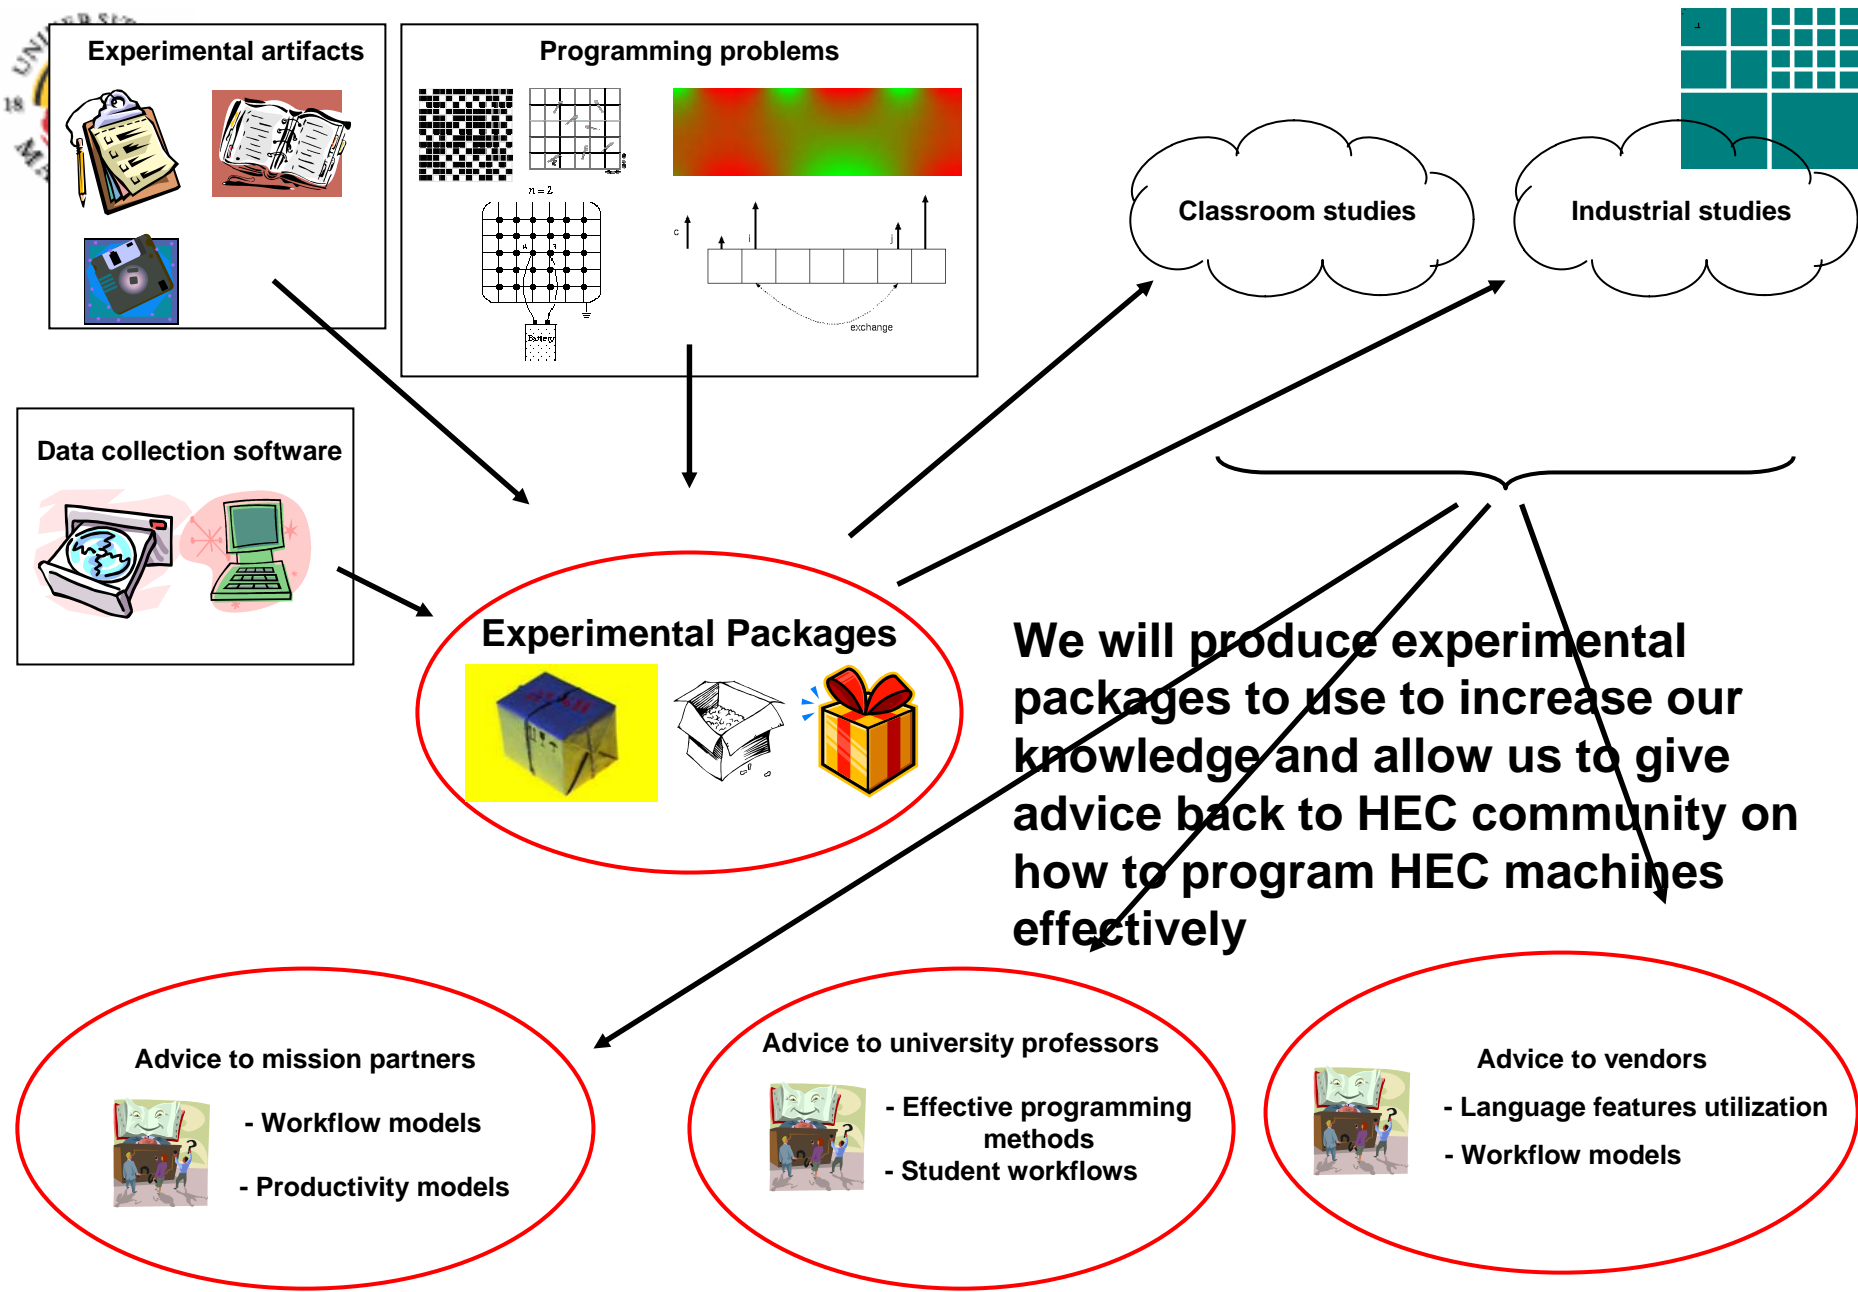 Experimental artifacts
Programming problems
n = 2
c
i
j
exchange
Battery
Classroom studies
Industrial studies
Data collection software
Experimental Packages
We will produce experimental
packages to use to increase our
knowledge and allow us to give
advice back to HEC community on
how to program HEC machines
effectively
Advice to mission partners
- Workflow models
- Productivity models
Advice to university professors
- Effective programming
methods
- Student workflows
Advice to vendors
- Language features utilization
- Workflow models
18